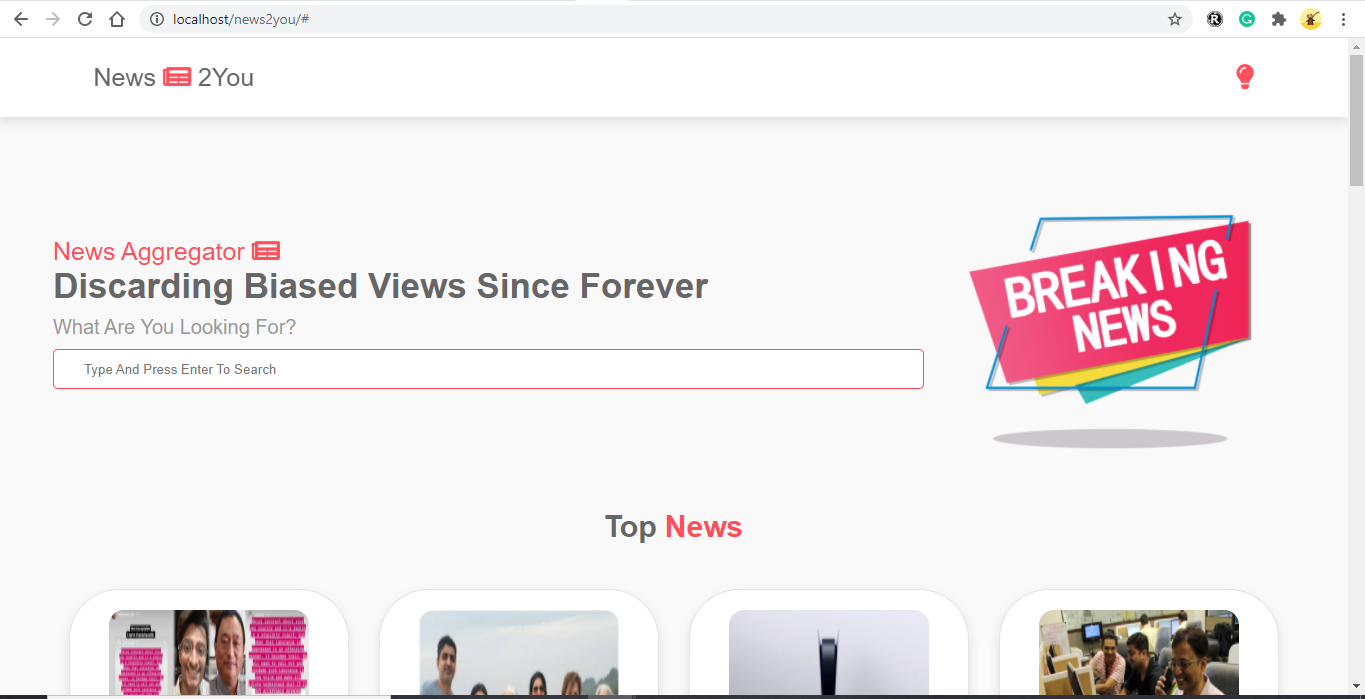 localhost/news2you/#
News 2You
News Aggregator
Discarding Biased Views Since Forever
What Are You Looking For?
Type And Press Enter To Search
BREAKING
NEWS
Top News